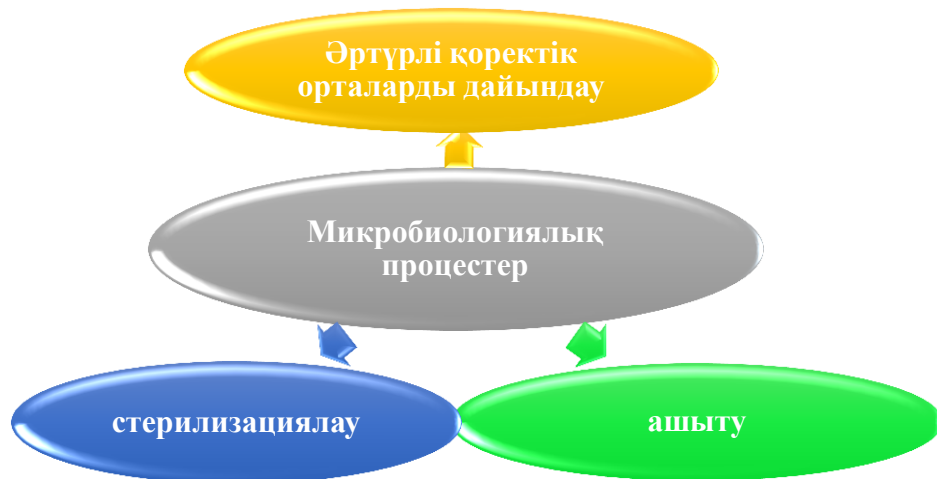 Әртүрлі қоректік
орталарды дайындау
Микробиологиялық
процестер
стерилизациялау
ашыту